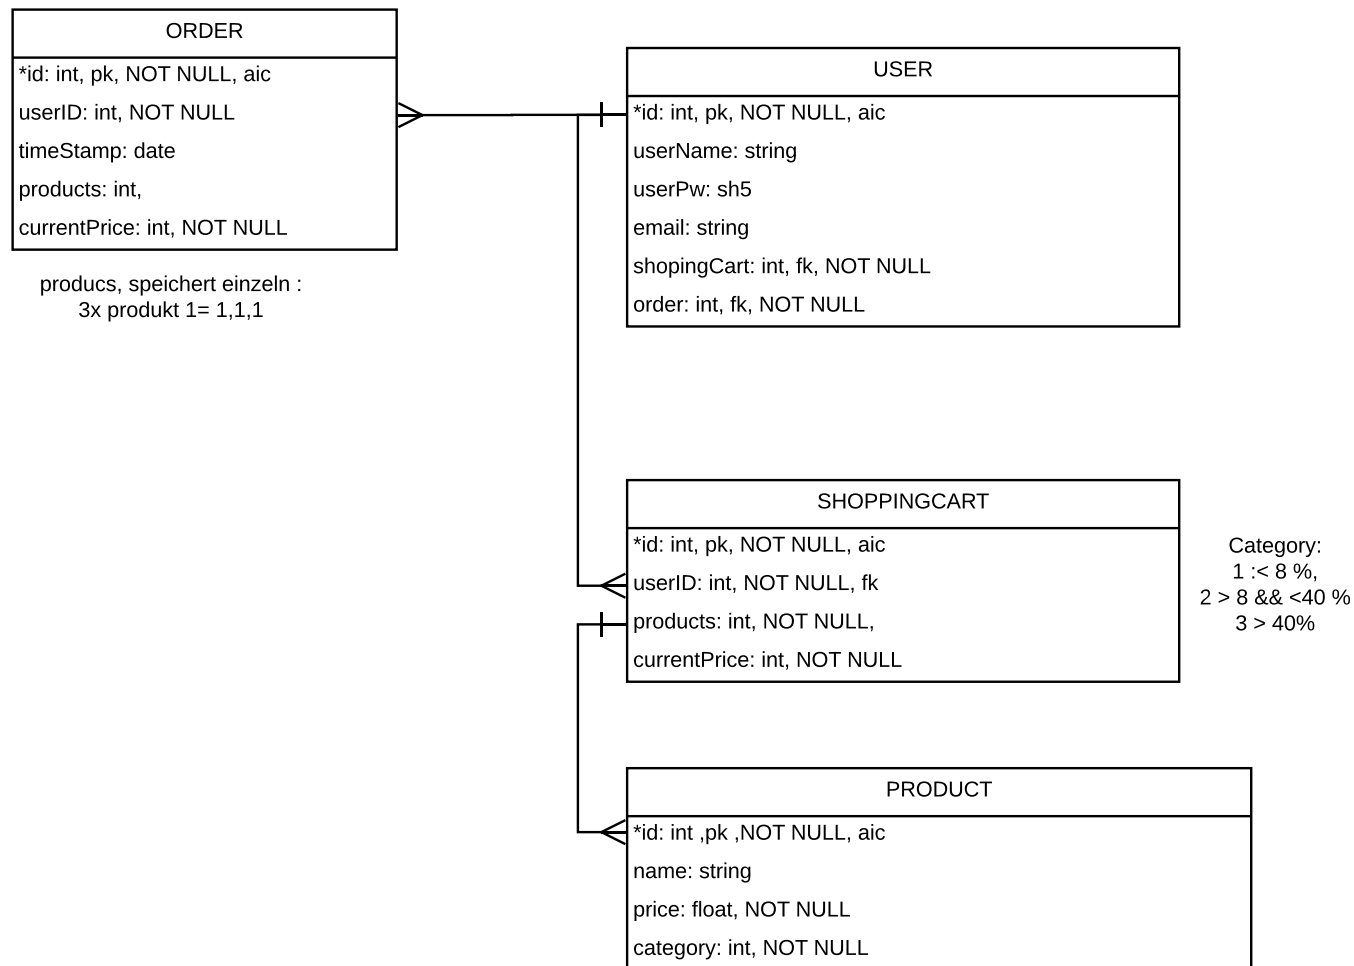 ORDER
*id: int, pk, NOT NULL, aic
userID: int, NOT NULL
timeStamp: date
products: int,
currentPrice: int, NOT NULL
producs, speichert einzeln :
3x produkt 1= 1,1,1
USER
*id: int, pk, NOT NULL, aic
userName: string
userPw: sh5
email: string
shopingCart: int, fk, NOT NULL
order: int, fk, NOT NULL
SHOPPINGCART
*id: int, pk, NOT NULL, aic
userID: int, NOT NULL, fk
products: int, NOT NULL,
currentPrice: int, NOT NULL
Category:
1 :< 8 %,
2 > 8 && <40 %
3 > 40%
PRODUCT
*id: int ,pk ,NOT NULL, aic
name: string
price: float, NOT NULL
category: int, NOT NULL